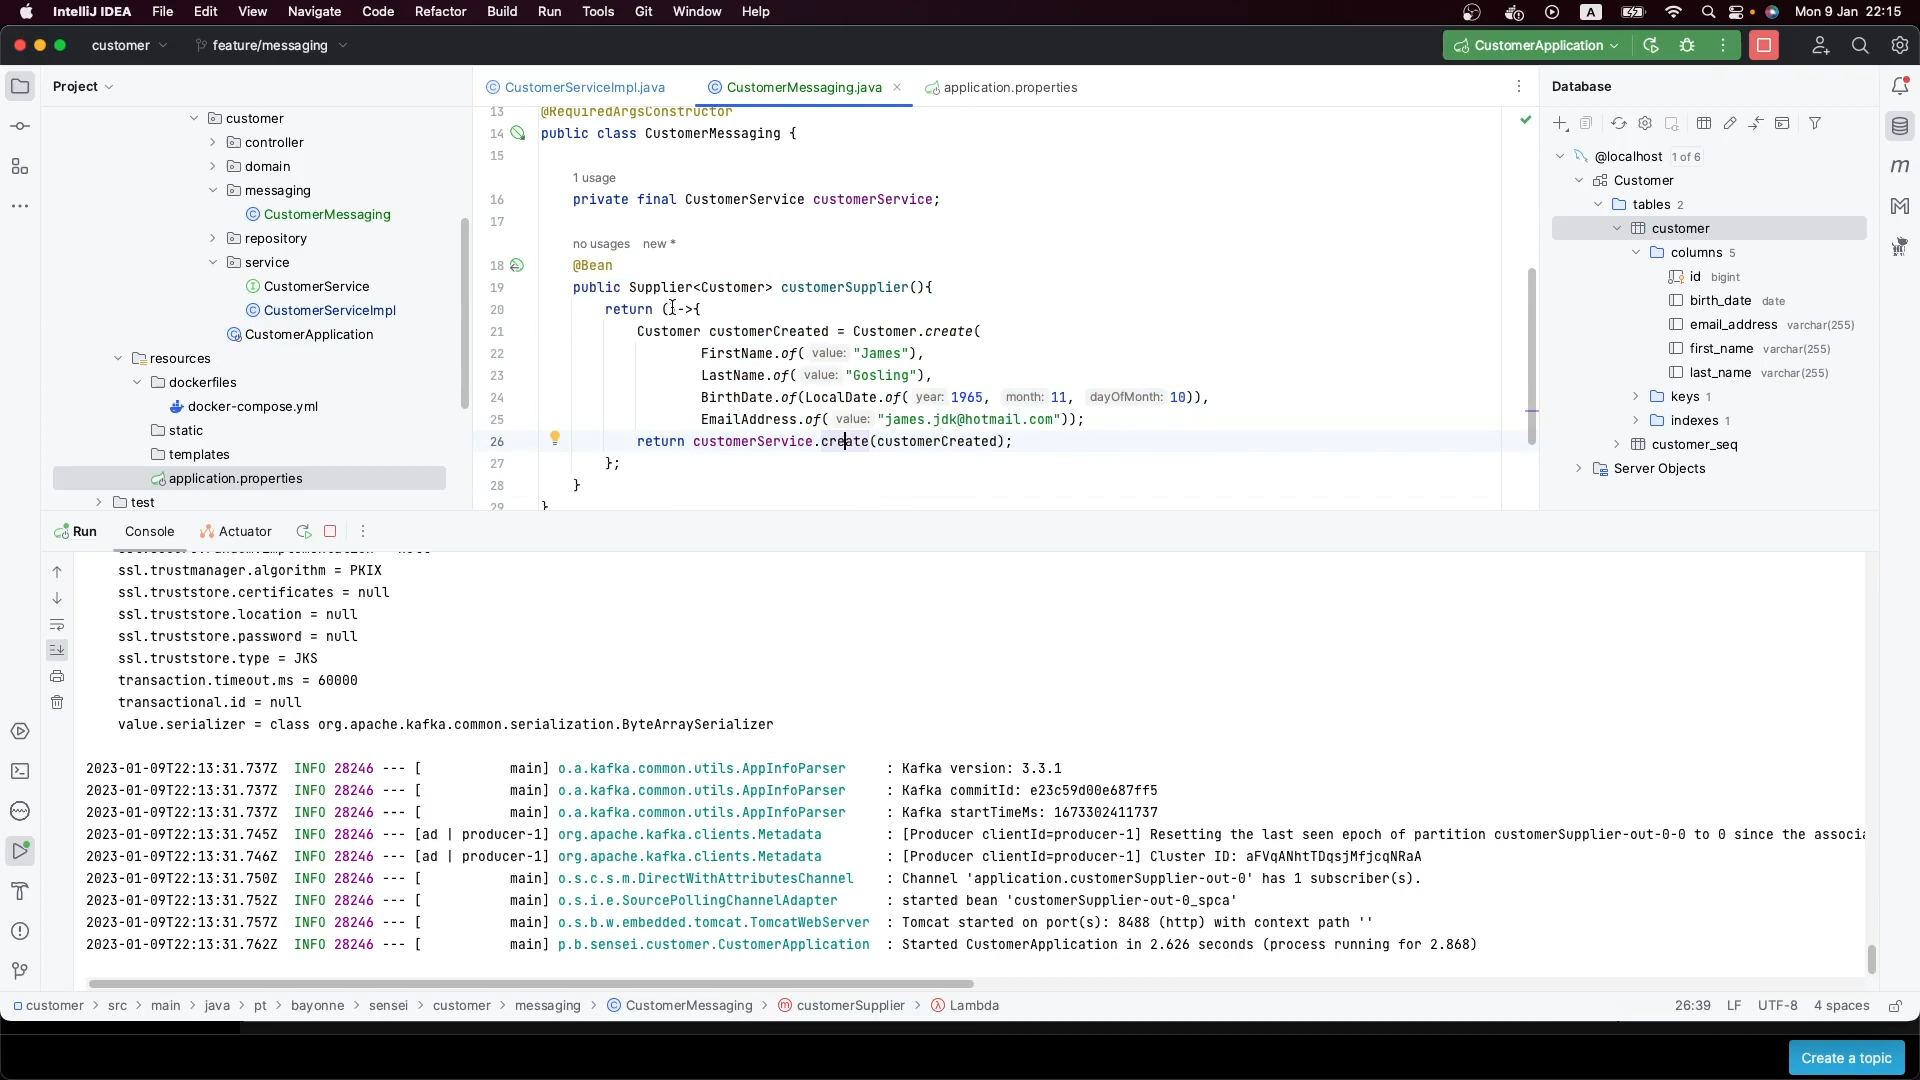 IntelliJ IDEA File Edit View Navigate Code Refactor Build Run Tools Git Window Help A Mon 9 Jan 22:15
customer feature/messaging CustomerApplication
Project
CustomerServiceImpl.java CustomerMessaging.java application.properties
Database
customer
controller
domain
messaging
CustomerMessaging
repository
service
CustomerService
CustomerServiceImpl
CustomerApplication
resources
dockerfiles
docker-compose.yml
static
templates
application.properties
test
13 @RequiredArgsConstructor
14 public class CustomerMessaging {
15
1 usage
16 private final CustomerService customerService;
17
no usages new *
18 @Bean
19 public Supplier<Customer> customerSupplier(){
20 return ()->{
21 Customer customerCreated = Customer.create(
22 FirstName.of( value: "James"),
23 LastName.of( value: "Gosling"),
24 BirthDate.of(LocalDate.of( year: 1965, month: 11, dayOfMonth: 10)),
25 EmailAddress.of( value: "james.jdk@hotmail.com"));
26 return customerService.create(customerCreated);
27 };
28 }
29 }
@localhost 1 of 6
Customer
tables 2
customer
columns 5
id bigint
birth_date date
email_address varchar(255)
first_name varchar(255)
last_name varchar(255)
keys 1
indexes 1
customer_seq
Server Objects
Run Console Actuator
ssl.trustmanager.algorithm = PKIX
ssl.truststore.certificates = null
ssl.truststore.location = null
ssl.truststore.password = null
ssl.truststore.type = JKS
transaction.timeout.ms = 60000
transactional.id = null
value.serializer = class org.apache.kafka.common.serialization.ByteArraySerializer
2023-01-09T22:13:31.737Z INFO 28246 --- [ main] o.a.kafka.common.utils.AppInfoParser : Kafka version: 3.3.1
2023-01-09T22:13:31.737Z INFO 28246 --- [ main] o.a.kafka.common.utils.AppInfoParser : Kafka commitId: e23c59d00e687ff5
2023-01-09T22:13:31.737Z INFO 28246 --- [ main] o.a.kafka.common.utils.AppInfoParser : Kafka startTimeMs: 1673302411737
2023-01-09T22:13:31.745Z INFO 28246 --- [ad | producer-1] org.apache.kafka.clients.Metadata : [Producer clientId=producer-1] Resetting the last seen epoch of partition customerSupplier-out-0-0 to 0 since the associa
2023-01-09T22:13:31.746Z INFO 28246 --- [ad | producer-1] org.apache.kafka.clients.Metadata : [Producer clientId=producer-1] Cluster ID: aFVqANhtTDqsjMfjcqNRaA
2023-01-09T22:13:31.750Z INFO 28246 --- [ main] o.s.c.s.m.DirectWithAttributesChannel : Channel 'application.customerSupplier-out-0' has 1 subscriber(s).
2023-01-09T22:13:31.752Z INFO 28246 --- [ main] o.s.i.e.SourcePollingChannelAdapter : started bean 'customerSupplier-out-0_spca'
2023-01-09T22:13:31.757Z INFO 28246 --- [ main] o.s.b.w.embedded.tomcat.TomcatWebServer : Tomcat started on port(s): 8488 (http) with context path ''
2023-01-09T22:13:31.762Z INFO 28246 --- [ main] p.b.sensei.customer.CustomerApplication : Started CustomerApplication in 2.626 seconds (process running for 2.868)
customer > src > main > java > pt > bayonne > sensei > customer > messaging > CustomerMessaging > customerSupplier > Lambda 26:39 LF UTF-8 4 spaces
Create a topic